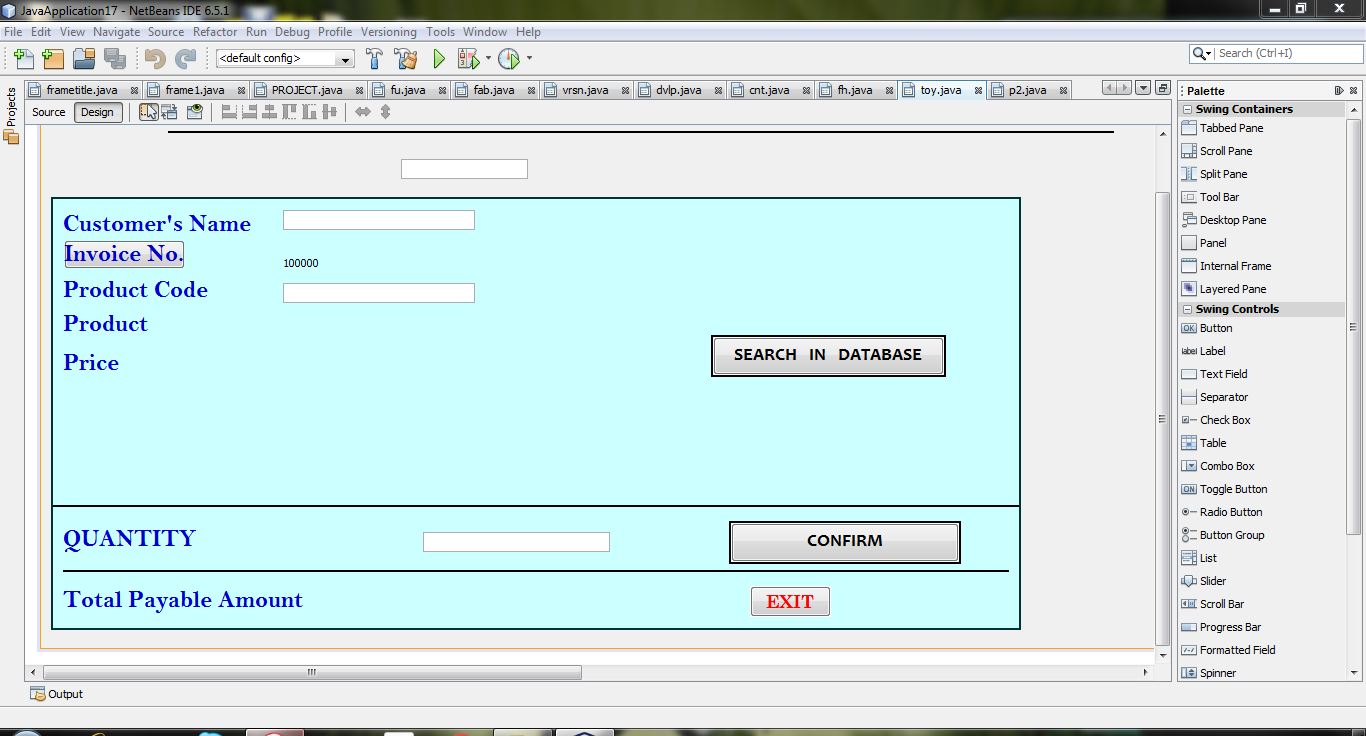 JavaApplication17 - NetBeans IDE 6.5.1
File Edit View Navigate Source Refactor Run Debug Profile Versioning Tools Window Help
<default config> Search (Ctrl+I)
frametitle.java frame1.java PROJECT.java fu.java fab.java vrsn.java dvlp.java cnt.java fh.java toy.java p2.java
Projects
Source Design
Customer's Name
Invoice No.
100000
Product Code
Product
Price
SEARCH IN DATABASE
QUANTITY
CONFIRM
Total Payable Amount
EXIT
Output
Palette
Swing Containers
Tabbed Pane
Scroll Pane
Split Pane
Tool Bar
Desktop Pane
Panel
Internal Frame
Layered Pane
Swing Controls
OK Button
label Label
Text Field
Separator
Check Box
Table
Combo Box
ON Toggle Button
Radio Button
Button Group
List
Slider
Scroll Bar
Progress Bar
Formatted Field
Spinner